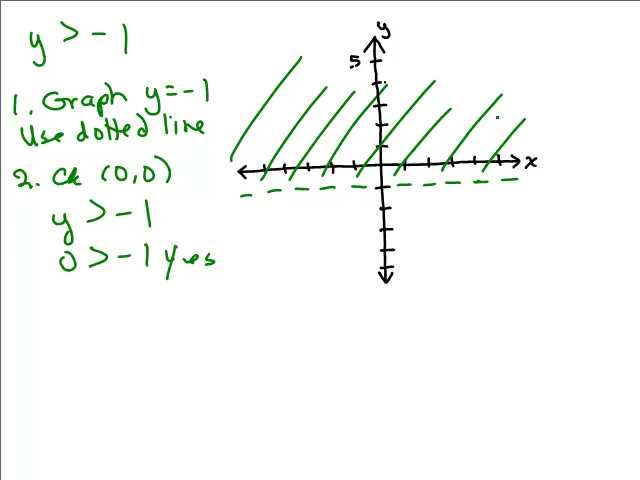 y > -1
1. Graph y=-1
Use dotted line
2. Ck (0,0)
y > -1
0 > -1 yes
y
5
x